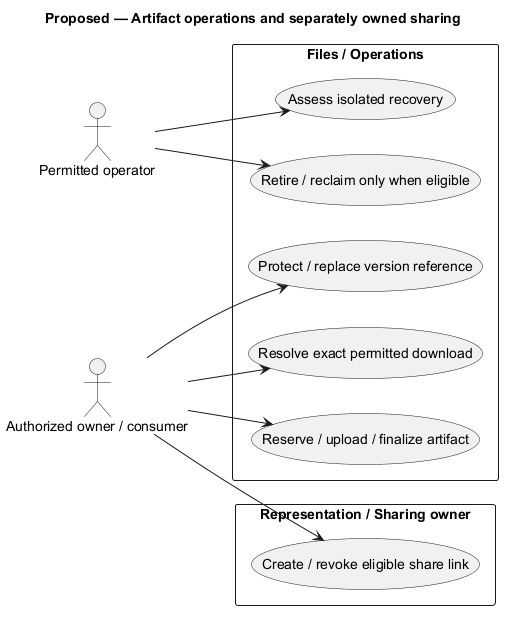 Proposed — Artifact operations and separately owned sharing
Files / Operations
Assess isolated recovery
Permitted operator
Retire / reclaim only when eligible
Protect / replace version reference
Resolve exact permitted download
Authorized owner / consumer
Reserve / upload / finalize artifact
Representation / Sharing owner
Create / revoke eligible share link